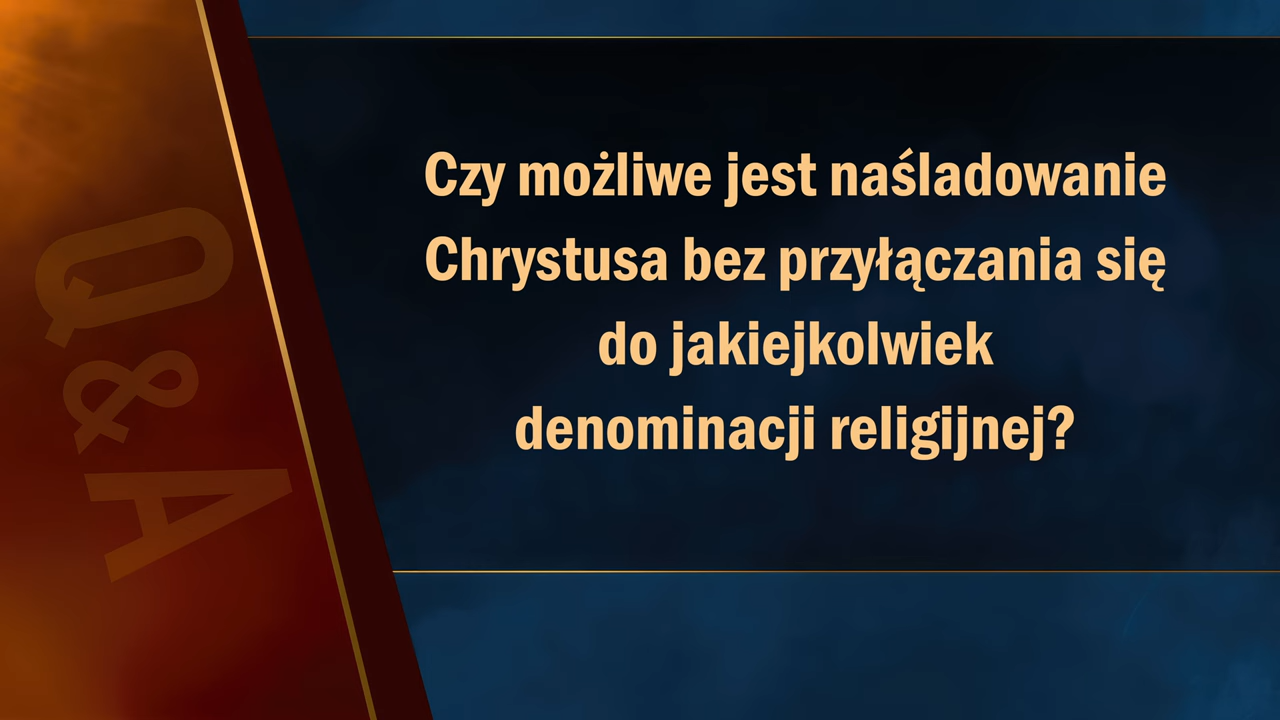 Q & A
Czy możliwe jest naśladowanie
Chrystusa bez przyłączania się
do jakiejkolwiek
denominacji religijnej?